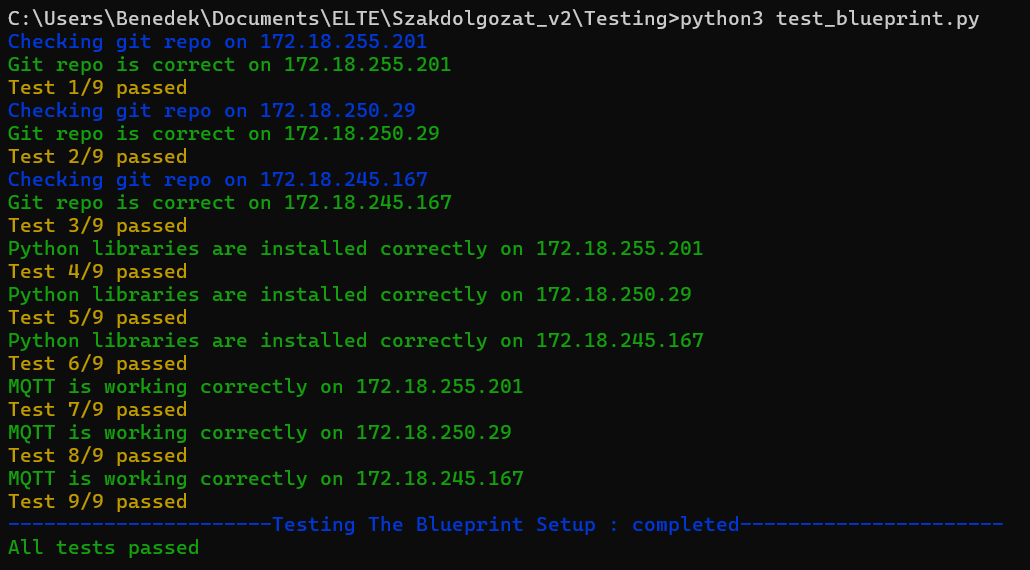 C:\Users\Benedek\Documents\ELTE\Szakdolgozat_v2\Testing>python3 test_blueprint.py
Checking git repo on 172.18.255.201
Git repo is correct on 172.18.255.201
Test 1/9 passed
Checking git repo on 172.18.250.29
Git repo is correct on 172.18.250.29
Test 2/9 passed
Checking git repo on 172.18.245.167
Git repo is correct on 172.18.245.167
Test 3/9 passed
Python libraries are installed correctly on 172.18.255.201
Test 4/9 passed
Python libraries are installed correctly on 172.18.250.29
Test 5/9 passed
Python libraries are installed correctly on 172.18.245.167
Test 6/9 passed
MQTT is working correctly on 172.18.255.201
Test 7/9 passed
MQTT is working correctly on 172.18.250.29
Test 8/9 passed
MQTT is working correctly on 172.18.245.167
Test 9/9 passed
----------------------Testing The Blueprint Setup : completed----------------------
All tests passed